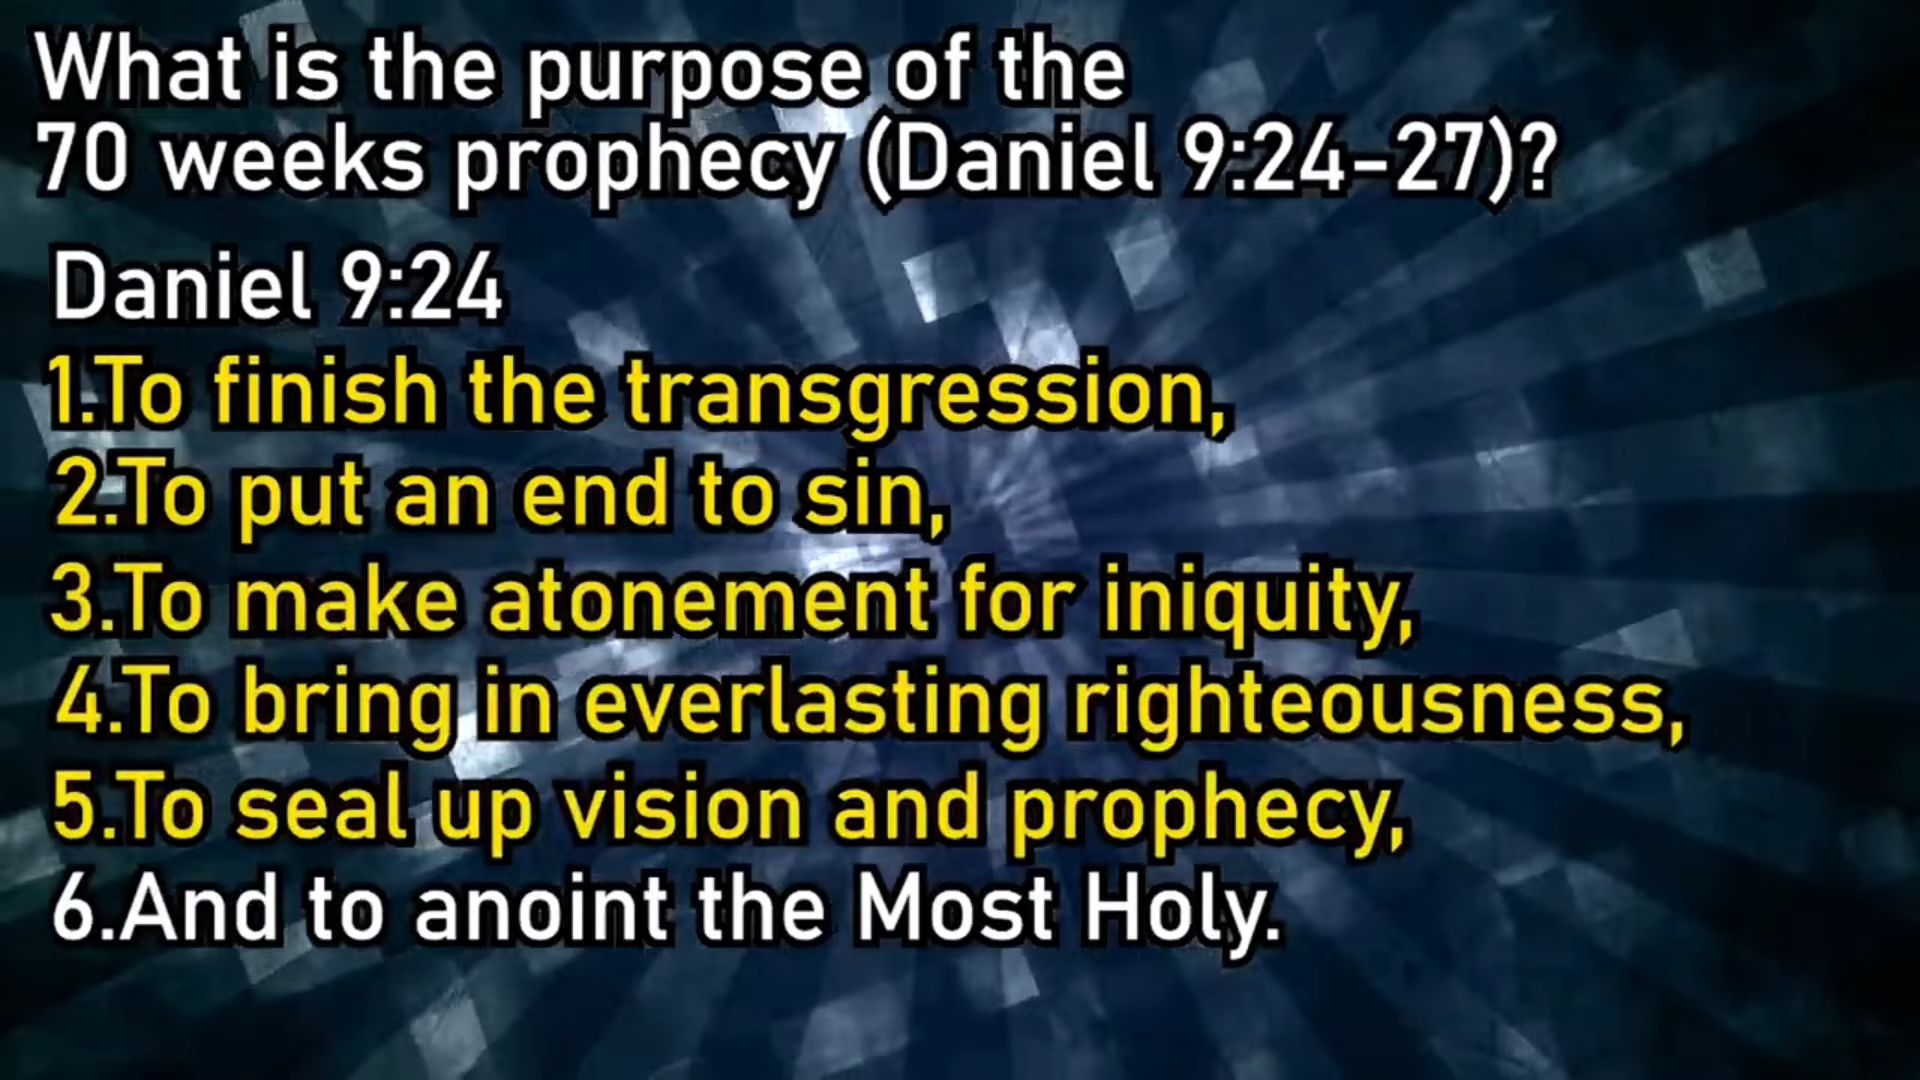 What is the purpose of the
70 weeks prophecy (Daniel 9:24-27)?
Daniel 9:24
1.To finish the transgression,
2.To put an end to sin,
3.To make atonement for iniquity,
4.To bring in everlasting righteousness,
5.To seal up vision and prophecy,
6.And to anoint the Most Holy.